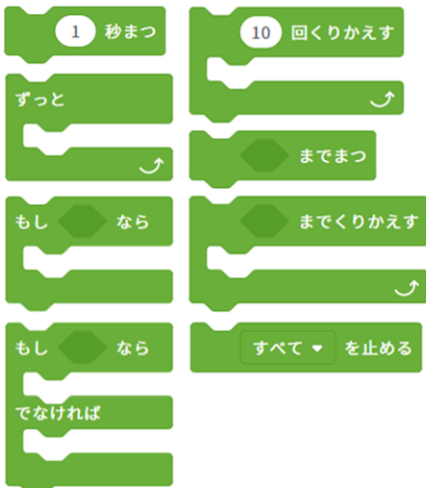 1 秒まつ
ずっと
もし なら
もし なら
でなければ
10 回くりかえす
までまつ
までくりかえす
すべて を止める